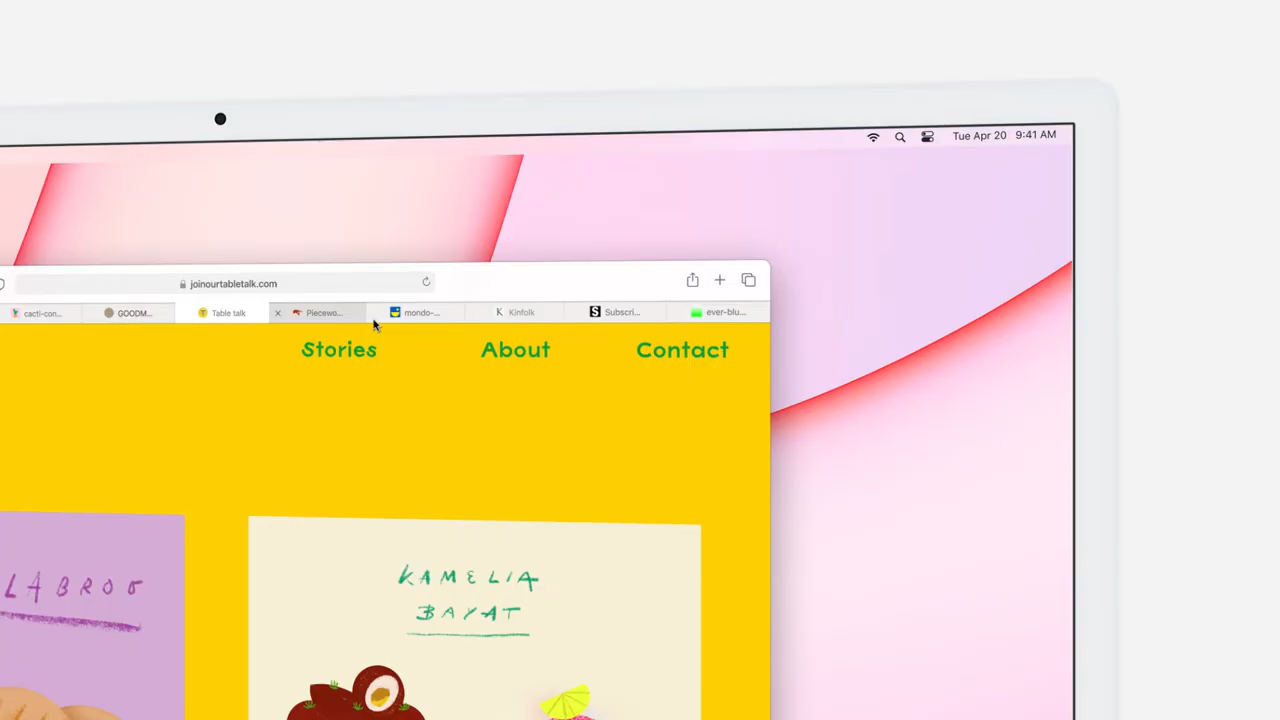 Tue Apr 20 9:41 AM
joinourtabletalk.com
cacti-con... GOODM... Table talk Piecewo... mondo-... K Kinfolk S Subscri... ever-blu...
Stories About Contact
LABROO
KAMELIA
BAYAT